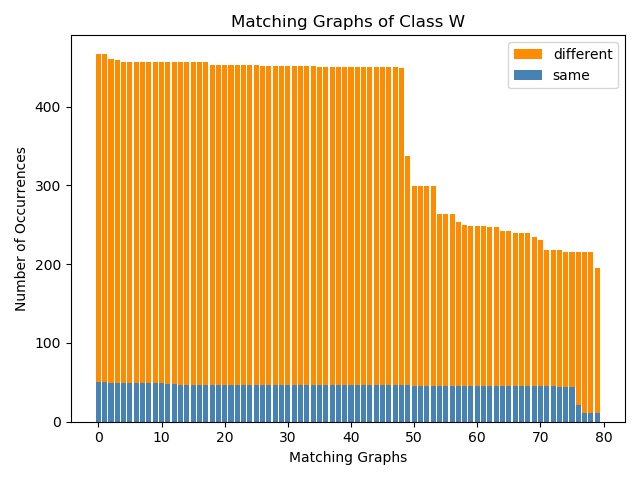 Matching Graphs of Class W
different
same
Number of Occurrences
400
300
200
100
0
0 10 20 30 40 50 60 70 80
Matching Graphs